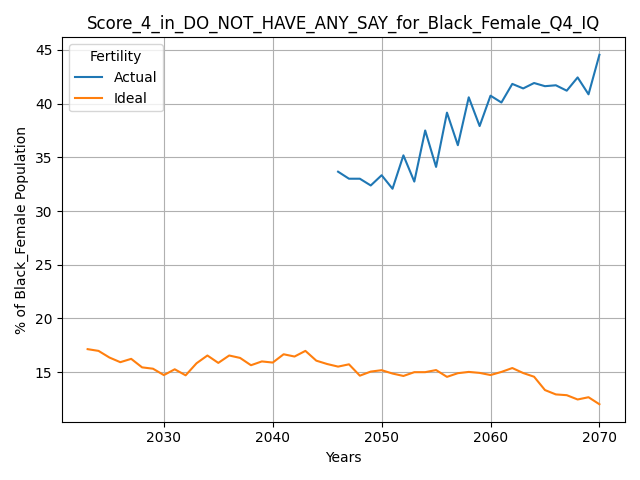 Score_4_in_DO_NOT_HAVE_ANY_SAY_for_Black_Female_Q4_IQ
Fertility
Actual
Ideal
% of Black_Female Population
45
40
35
30
25
20
15
2030
2040
2050
2060
2070
Years